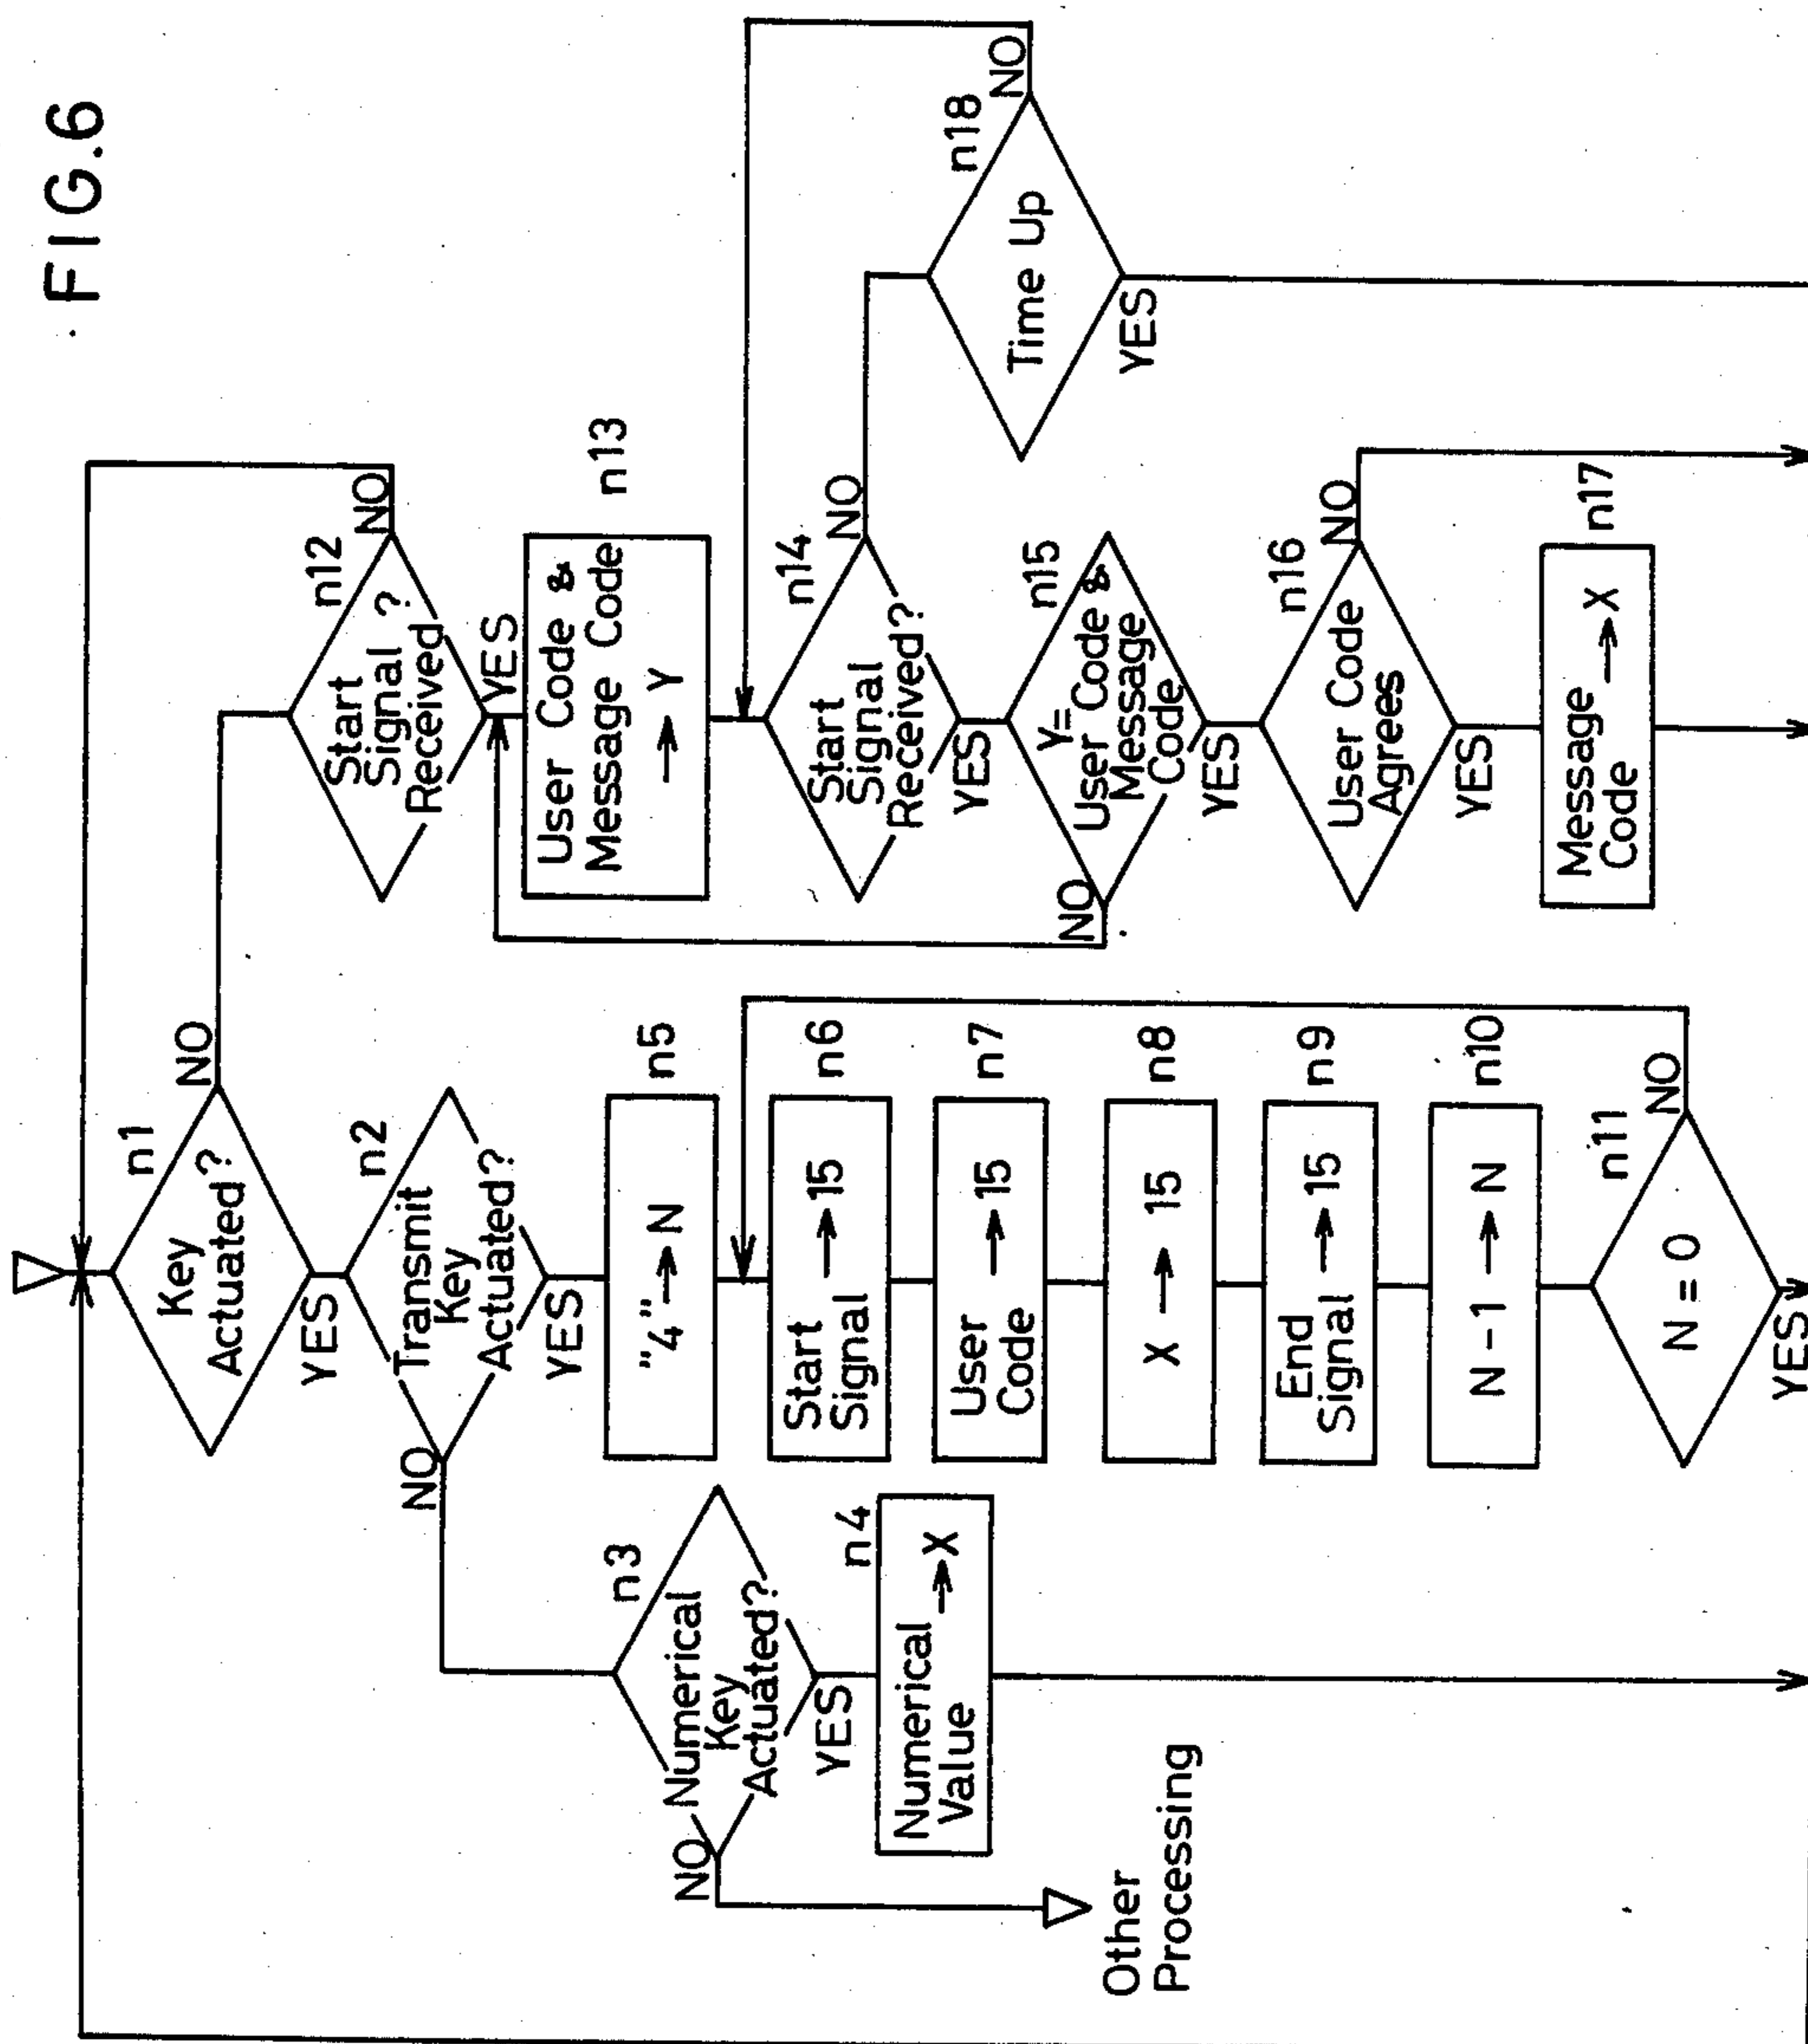 FIG.6
n1
Key
Actuated?
YES
NO
n2
Transmit
Key
Actuated?
NO
YES
n3
Numerical
Key
Actuated?
NO
YES
n4
Numerical
Value → X
Other
Processing
n5
"4" → N
n6
Start
Signal → 15
n7
User
Code → 15
n8
X → 15
n9
End
Signal → 15
n10
N - 1 → N
n11
N = 0
NO
YES
n12
Start
Signal ?
Received
NO
YES
n13
User Code &
Message Code
→ Y
n14
Start
Signal
Received?
NO
YES
n15
Y=
User Code &
Message
Code
NO
YES
n16
User Code
Agrees
NO
YES
n17
Message
Code → X
n18
Time Up
NO
YES